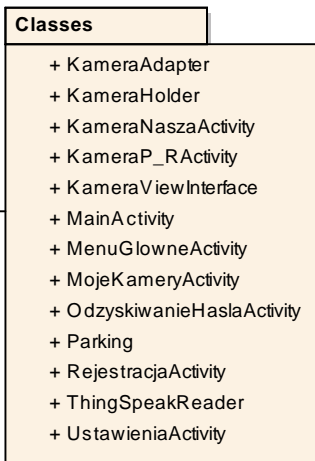 Classes
+ KameraAdapter
+ KameraHolder
+ KameraNaszaActivity
+ KameraP_RActivity
+ KameraViewInterface
+ MainActivity
+ MenuGlowneActivity
+ MojeKameryActivity
+ OdzyskiwanieHaslaActivity
+ Parking
+ RejestracjaActivity
+ ThingSpeakReader
+ UstawieniaActivity